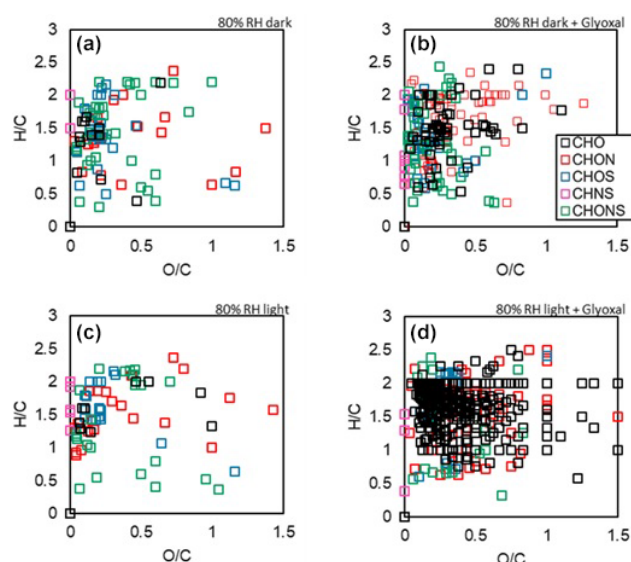 80% RH dark
(a)
H/C
3
2.5
2
1.5
1
0.5
0
0 0.5 1 1.5
O/C
80% RH dark + Glyoxal
(b)
H/C
3
2.5
2
1.5
1
0.5
0
0 0.5 1 1.5
O/C
CHO
CHON
CHOS
CHNS
CHONS
80% RH light
(c)
H/C
3
2.5
2
1.5
1
0.5
0
0 0.5 1 1.5
O/C
80% RH light + Glyoxal
(d)
H/C
3
2.5
2
1.5
1
0.5
0
0 0.5 1 1.5
O/C